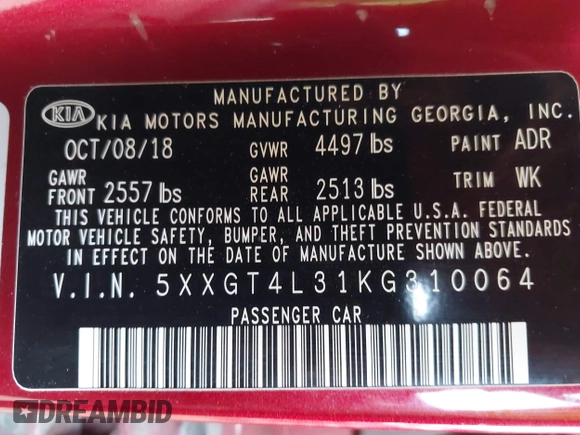 MANUFACTURED BY
KIA KIA MOTORS MANUFACTURING GEORGIA, INC.
OCT/08/18 GVWR 4497 lbs PAINT ADR
GAWR FRONT 2557 lbs GAWR REAR 2513 lbs TRIM WK
THIS VEHICLE CONFORMS TO ALL APPLICABLE U.S.A. FEDERAL
MOTOR VEHICLE SAFETY, BUMPER, AND THEFT PREVENTION STANDARDS
IN EFFECT ON THE DATE OF MANUFACTURE SHOWN ABOVE.
V.I.N. 5XXGT4L31KG310064
PASSENGER CAR
DREAMBID